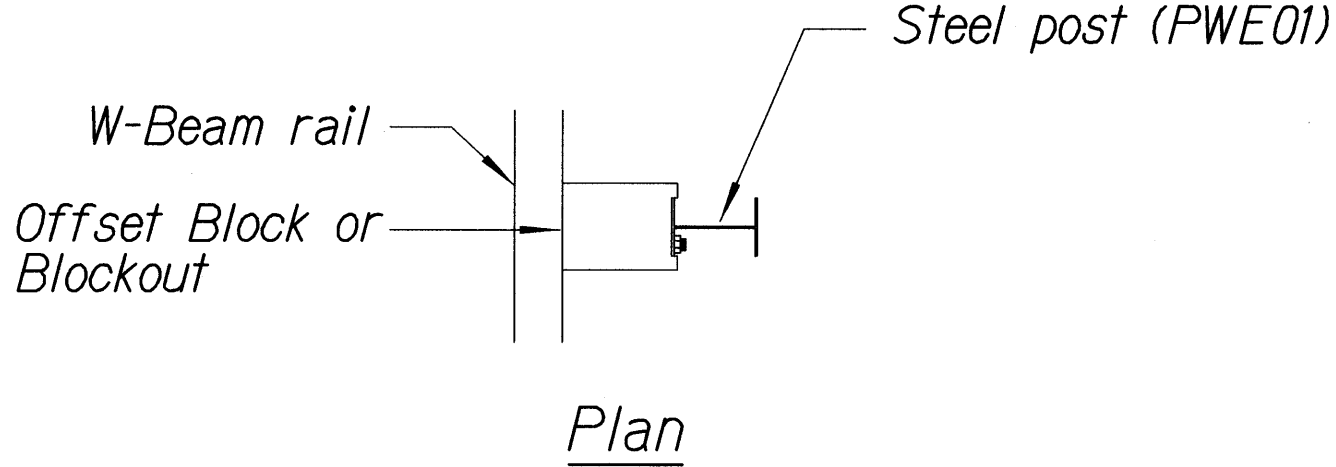 Steel post (PWE01)
W-Beam rail
Offset Block or
Blockout
Plan